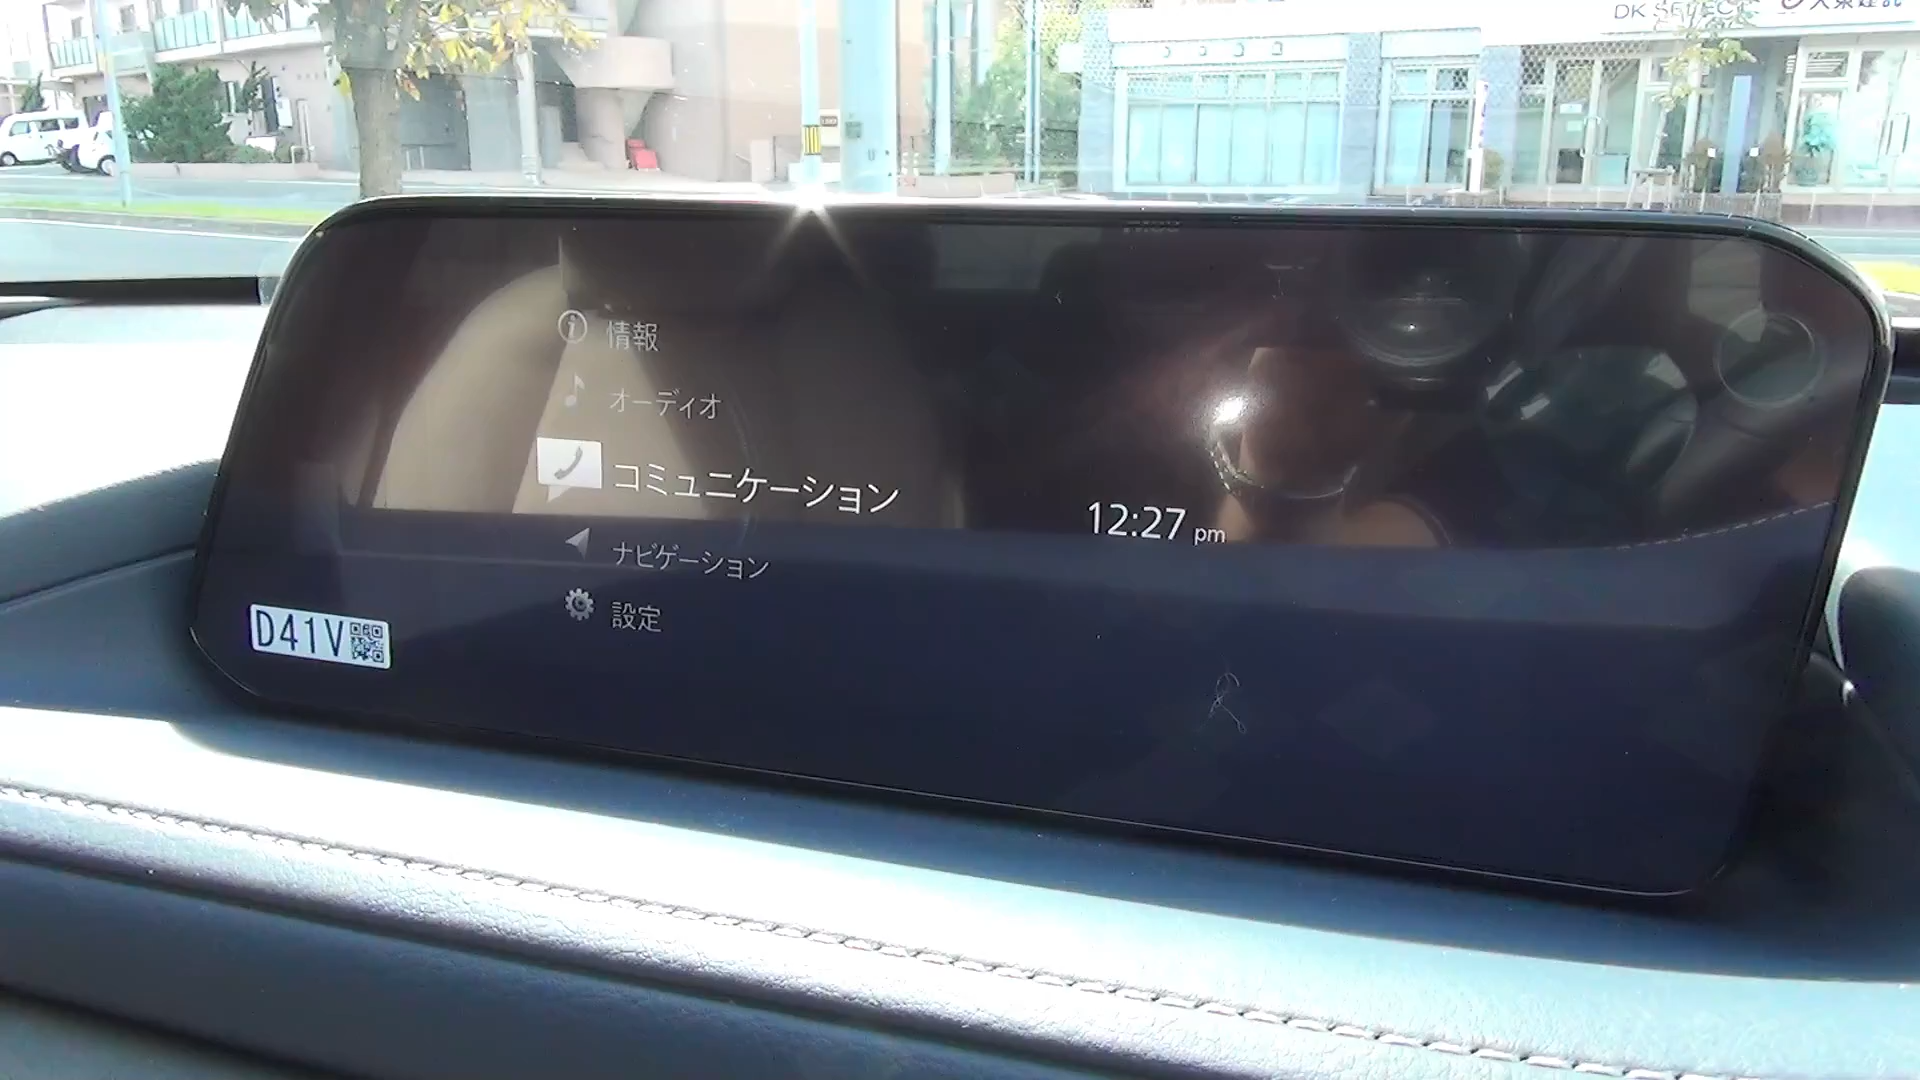 DK SELECT
情報
オーディオ
コミュニケーション
12:27 pm
ナビゲーション
設定
D41V